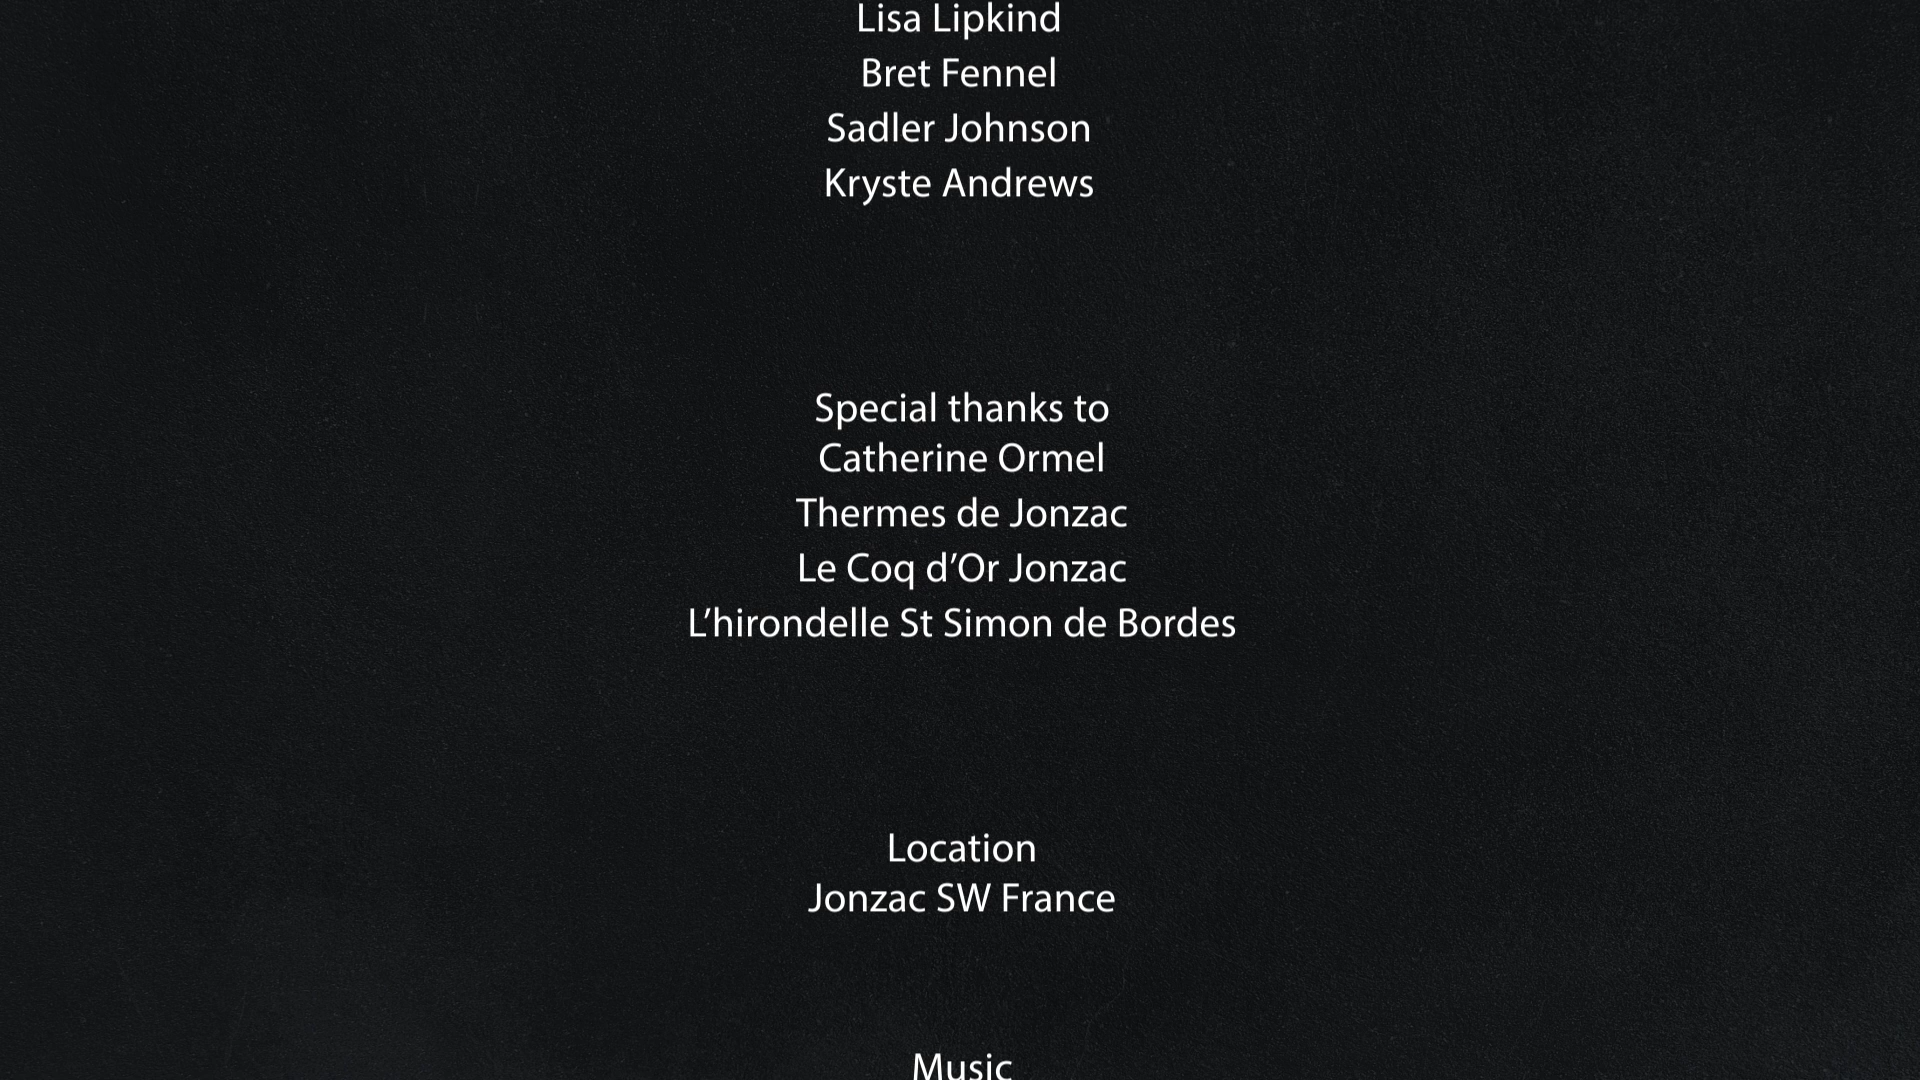 Lisa Lipkind
Bret Fennel
Sadler Johnson
Kryste Andrews
Special thanks to
Catherine Ormel
Thermes de Jonzac
Le Coq d’Or Jonzac
L’hirondelle St Simon de Bordes
Location
Jonzac SW France
Music